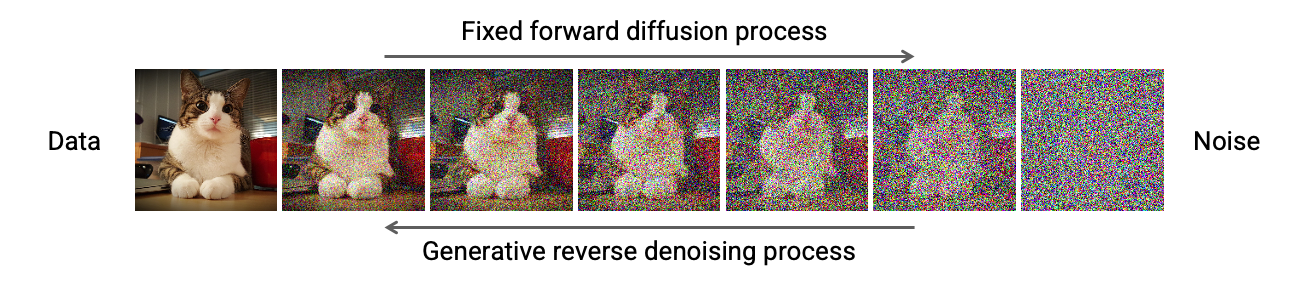 Fixed forward diffusion process
Data
Noise
Generative reverse denoising process